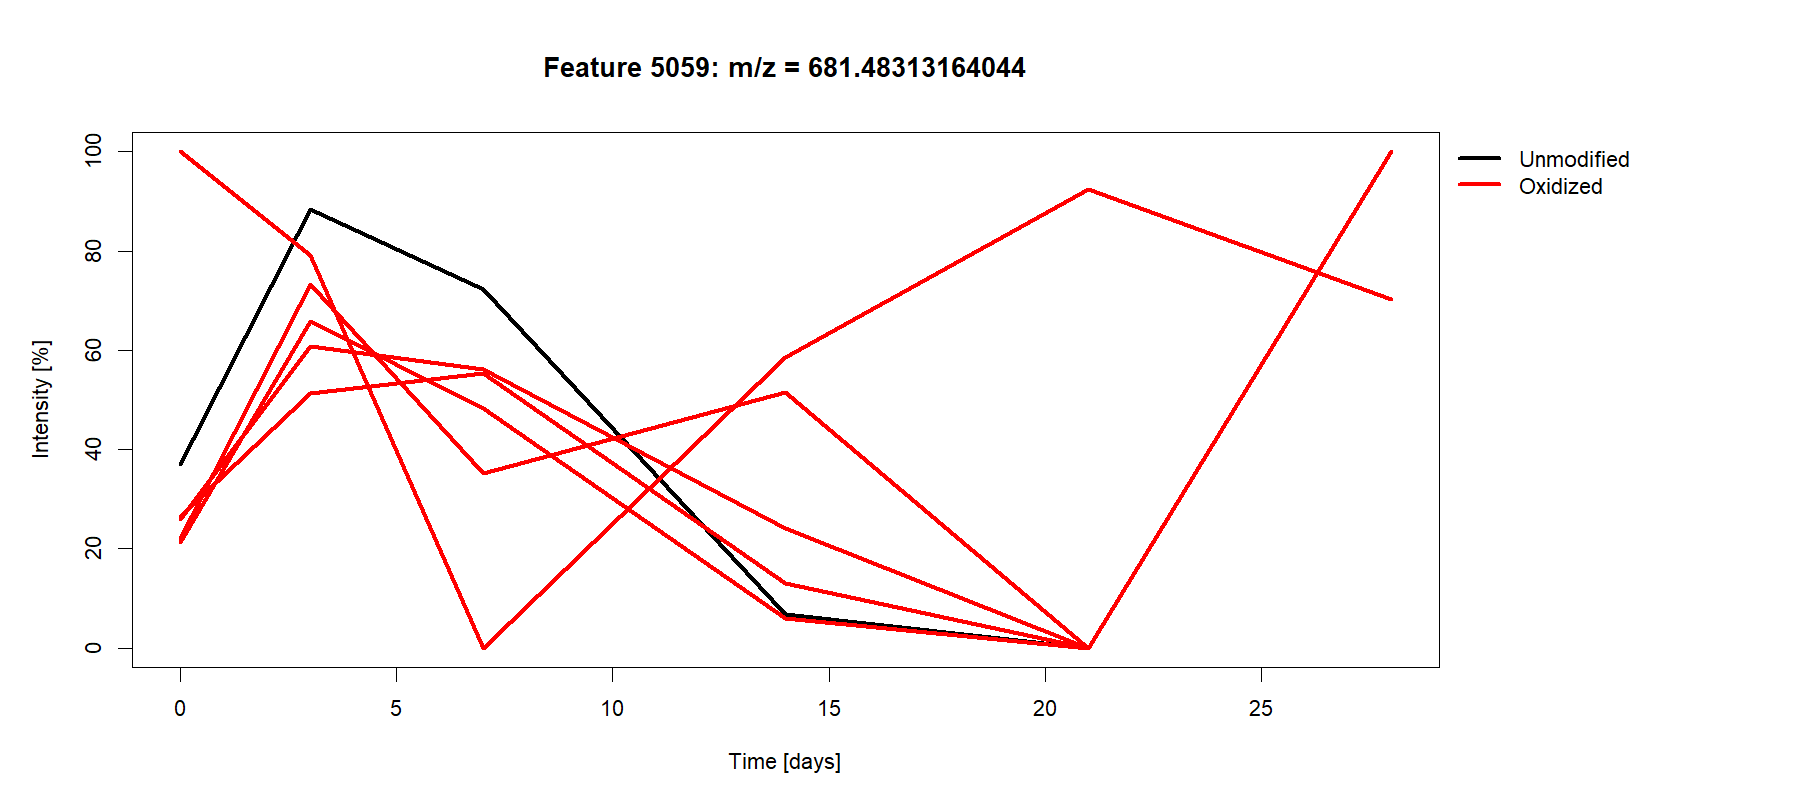 Feature 5059: m/z = 681.48313164044
Unmodified
Oxidized
Intensity [%]
100
80
60
40
20
0
0 5 10 15 20 25
Time [days]